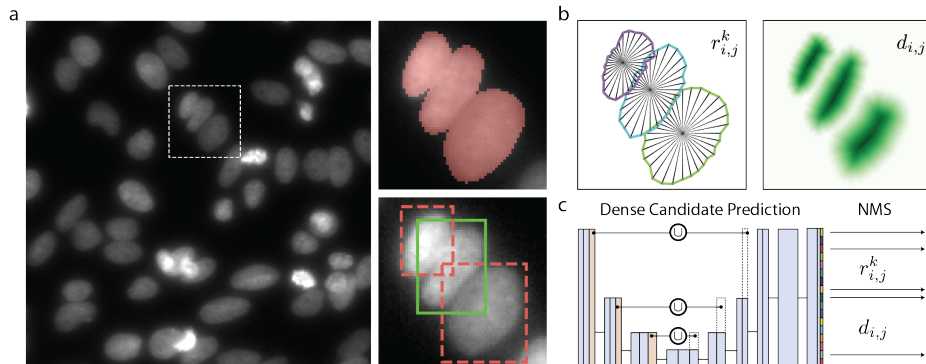 a
b
r^k_{i,j}
d_{i,j}
c
Dense Candidate Prediction
NMS
∪
∪
∪
r^k_{i,j}
d_{i,j}